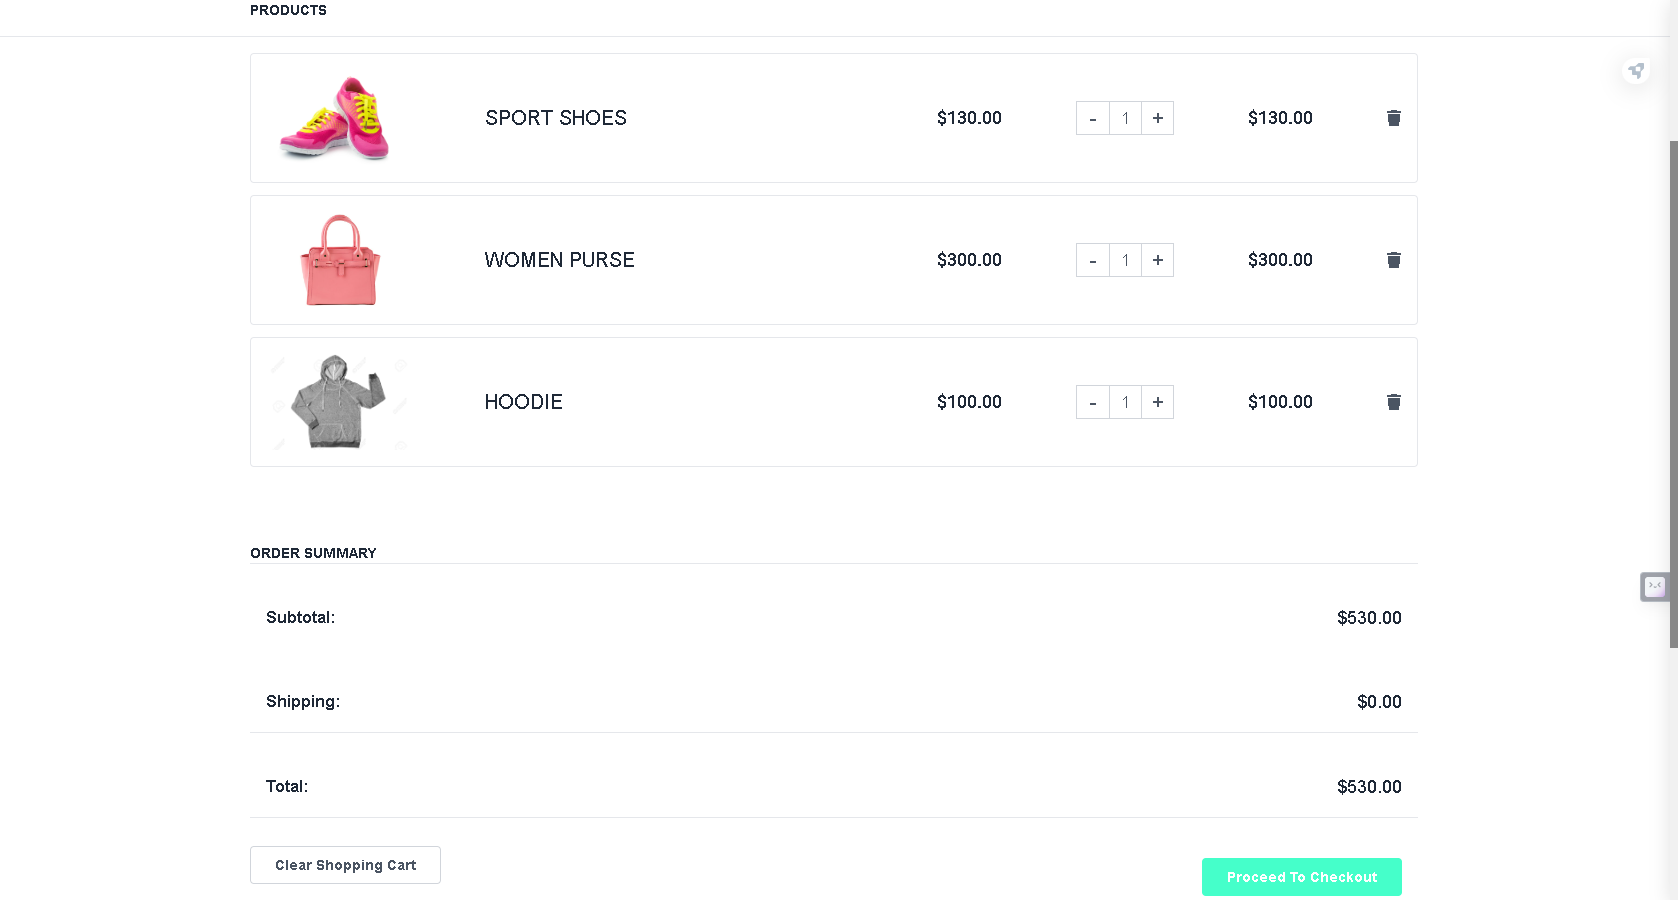 PRODUCTS
SPORT SHOES $130.00 - 1 + $130.00
WOMEN PURSE $300.00 - 1 + $300.00
HOODIE $100.00 - 1 + $100.00
ORDER SUMMARY
Subtotal: $530.00
Shipping: $0.00
Total: $530.00
Clear Shopping Cart
Proceed To Checkout